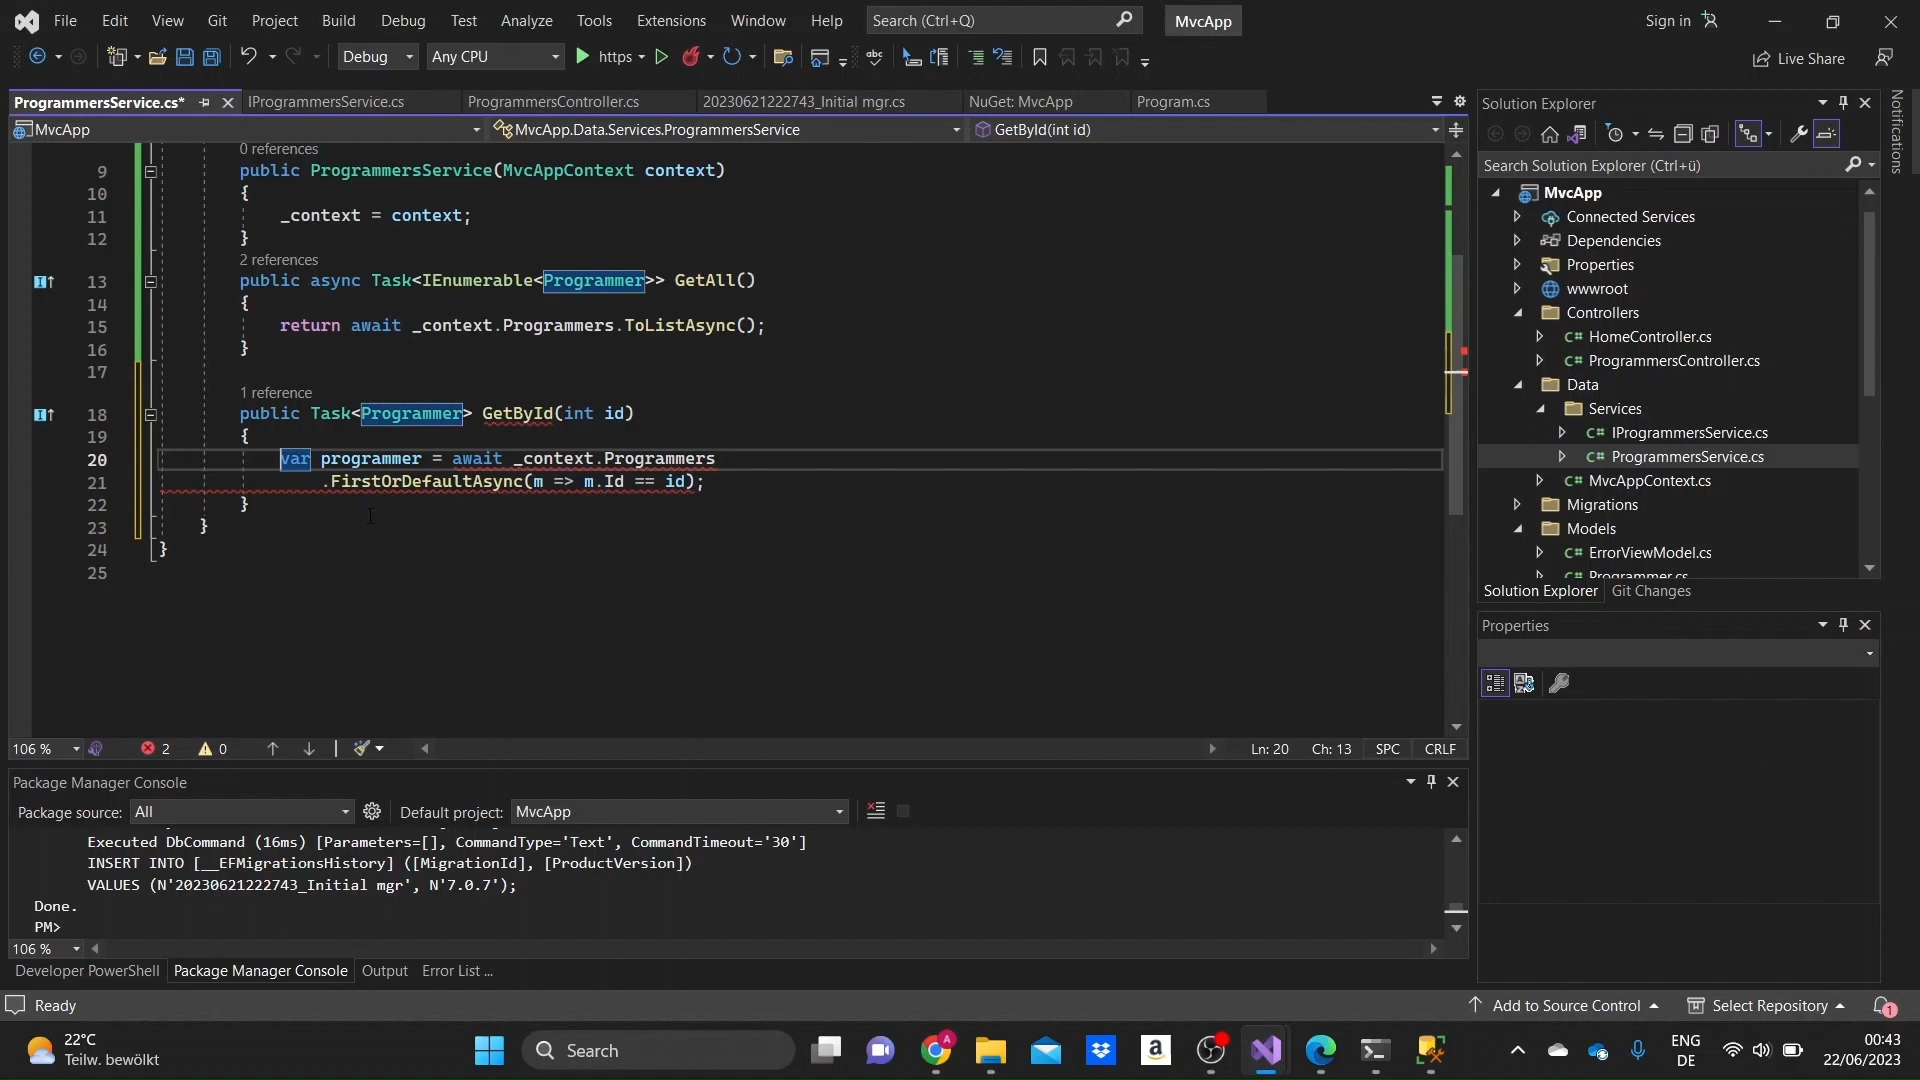 File Edit View Git Project Build Debug Test Analyze Tools Extensions Window Help Search (Ctrl+Q) MvcApp Sign in
Debug Any CPU https Live Share
ProgrammersService.cs* IProgrammersService.cs ProgrammersController.cs 20230621222743_Initial mgr.cs NuGet: MvcApp Program.cs
MvcApp MvcApp.Data.Services.ProgrammersService GetById(int id)
0 references
9 public ProgrammersService(MvcAppContext context)
10 {
11 _context = context;
12 }
2 references
13 public async Task<IEnumerable<Programmer>> GetAll()
14 {
15 return await _context.Programmers.ToListAsync();
16 }
17
1 reference
18 public Task<Programmer> GetById(int id)
19 {
20 var programmer = await _context.Programmers
21 .FirstOrDefaultAsync(m => m.Id == id);
22 }
23 }
24 }
25
106 % 2 0 Ln: 20 Ch: 13 SPC CRLF
Solution Explorer
Search Solution Explorer (Ctrl+ü)
MvcApp
Connected Services
Dependencies
Properties
wwwroot
Controllers
C# HomeController.cs
C# ProgrammersController.cs
Data
Services
C# IProgrammersService.cs
C# ProgrammersService.cs
C# MvcAppContext.cs
Migrations
Models
C# ErrorViewModel.cs
C# Programmer.cs
Solution Explorer Git Changes
Properties
Notifications
Package Manager Console
Package source: All Default project: MvcApp
Executed DbCommand (16ms) [Parameters=[], CommandType='Text', CommandTimeout='30']
INSERT INTO [__EFMigrationsHistory] ([MigrationId], [ProductVersion])
VALUES (N'20230621222743_Initial mgr', N'7.0.7');
Done.
PM>
106 %
Developer PowerShell Package Manager Console Output Error List ...
Ready Add to Source Control Select Repository 1
22°C
Teilw. bewölkt
Search
A
a
ENG
DE
00:43
22/06/2023